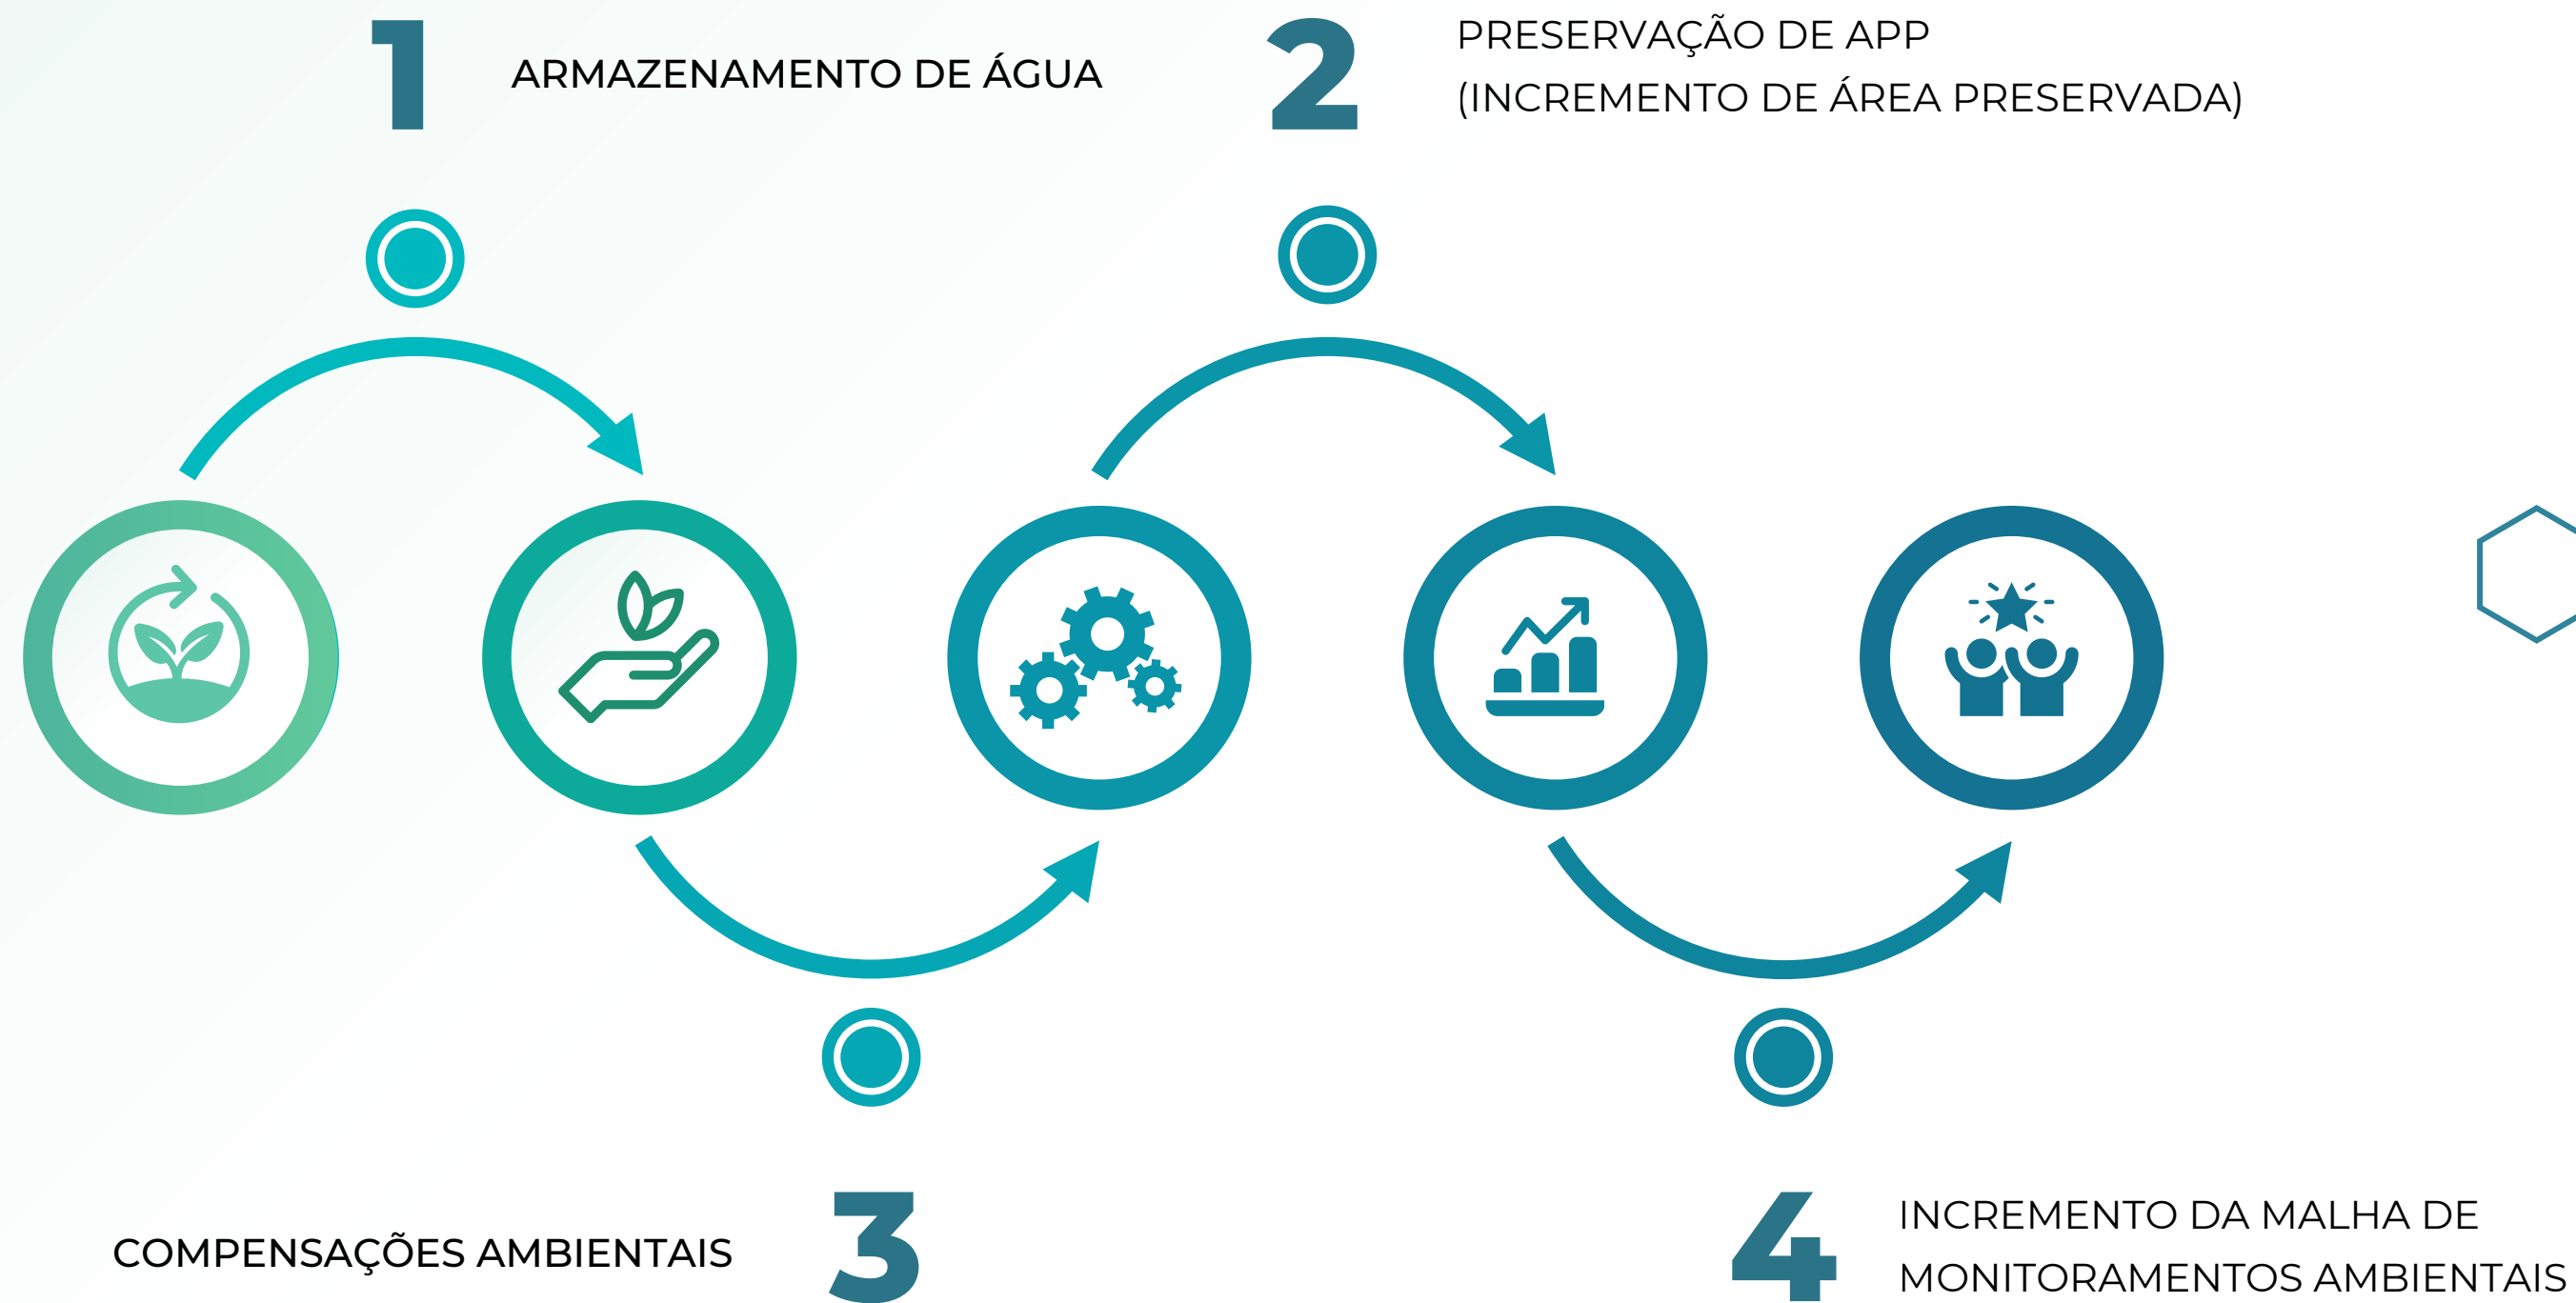 1
ARMAZENAMENTO DE ÁGUA
2
PRESERVAÇÃO DE APP
(INCREMENTO DE ÁREA PRESERVADA)
COMPENSAÇÕES AMBIENTAIS
3
4
INCREMENTO DA MALHA DE
MONITORAMENTOS AMBIENTAIS